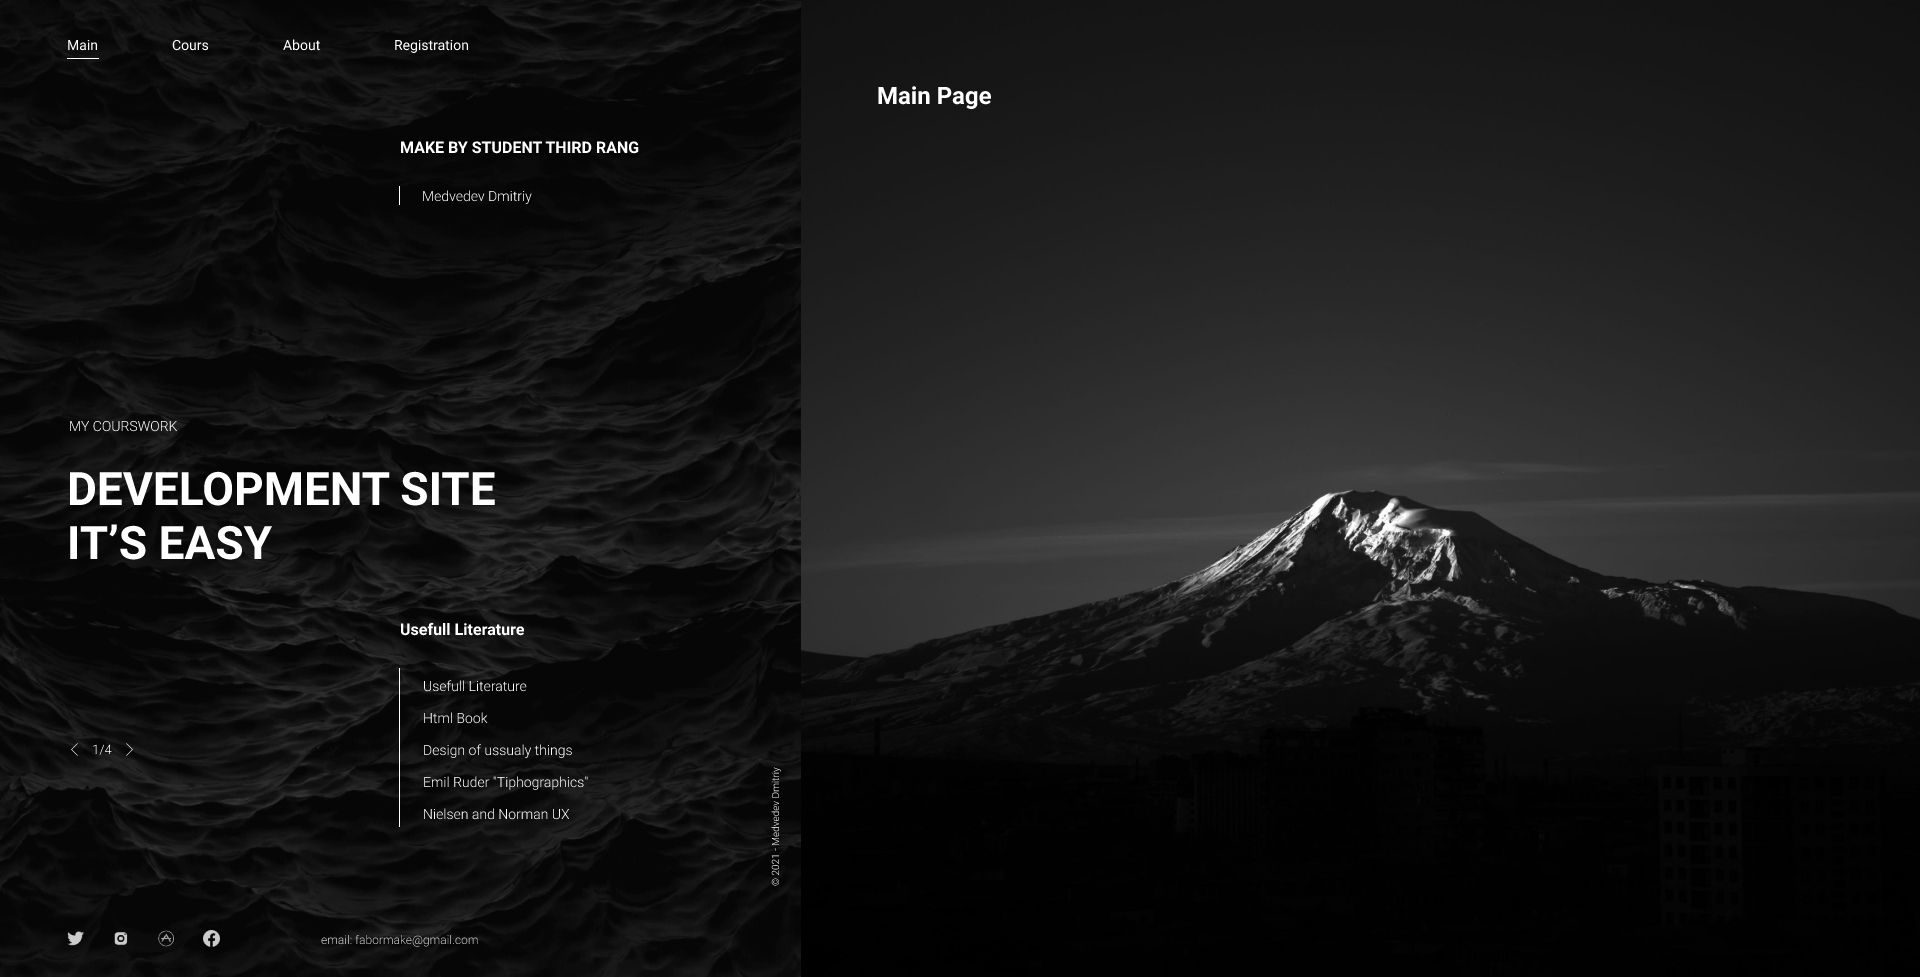 Main
Cours
About
Registration
Main Page
MAKE BY STUDENT THIRD RANG
Medvedev Dmitriy
MY COURSWORK
DEVELOPMENT SITE
IT’S EASY
Usefull Literature
Usefull Literature
Html Book
Design of ussualy things
Emil Ruder "Tiphographics"
Nielsen and Norman UX
1/4
© 2021 - Medvedev Dmitriy
email: fabormake@gmail.com